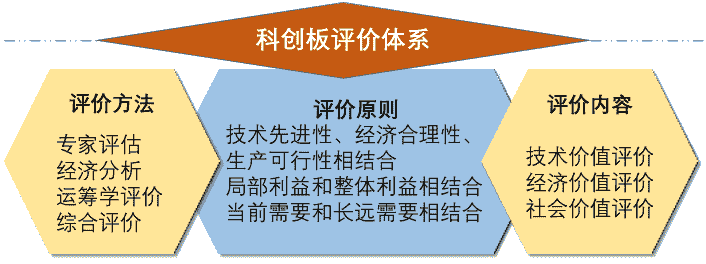 科创板评价体系
评价方法
专家评估
经济分析
运筹学评价
综合评价
评价原则
技术先进性、经济合理性、
生产可行性相结合
局部利益和整体利益相结合
当前需要和长远需要相结合
评价内容
技术价值评价
经济价值评价
社会价值评价